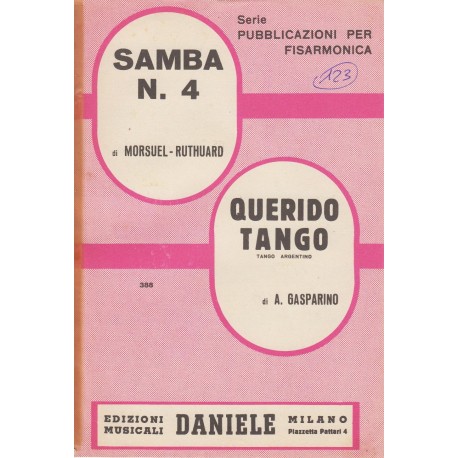 Serie
PUBBLICAZIONI PER
FISARMONICA
123
SAMBA
N. 4
di MORSUEL-RUTHUARD
QUERIDO
TANGO
TANGO ARGENTINO
di A. GASPARINO
386
EDIZIONI
MUSICALI
DANIELE
MILANO
Piazzetta Pattari 4